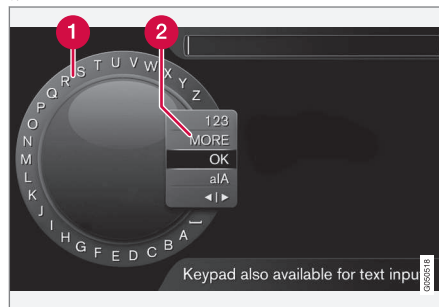 1
2
A B C D E F G H I J K L M N O P Q R S T U V W X Y Z
123
MORE
OK
a|A
◄|►
Keypad also available for text inpu
G050518